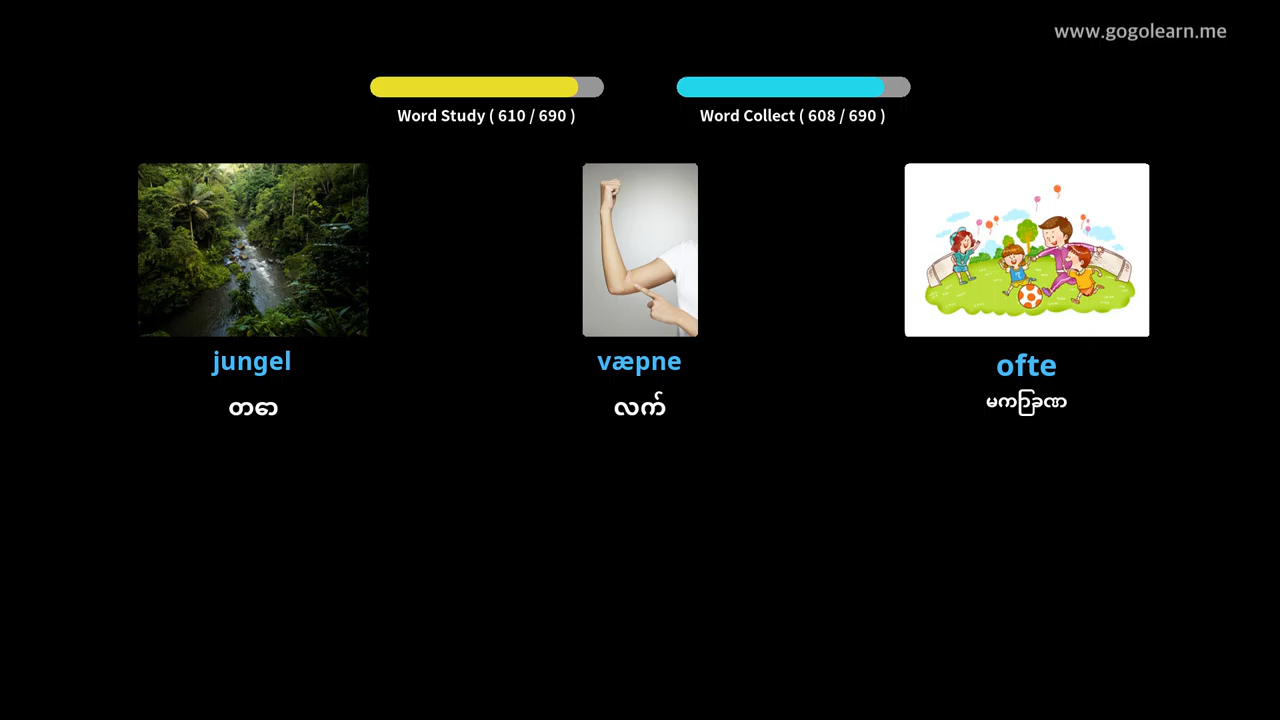 www.gogolearn.me
Word Study ( 610 / 690 )
Word Collect ( 608 / 690 )
jungel
တော
væpne
လက်
ofte
မကြာခဏ